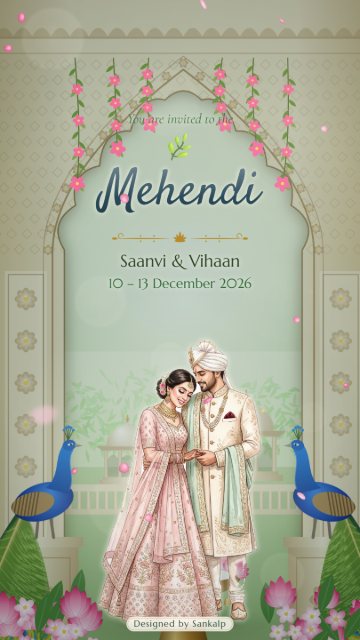 You are invited to the
Mehendi
Saanvi & Vihaan
10 – 13 December 2026
Designed by Sankalp